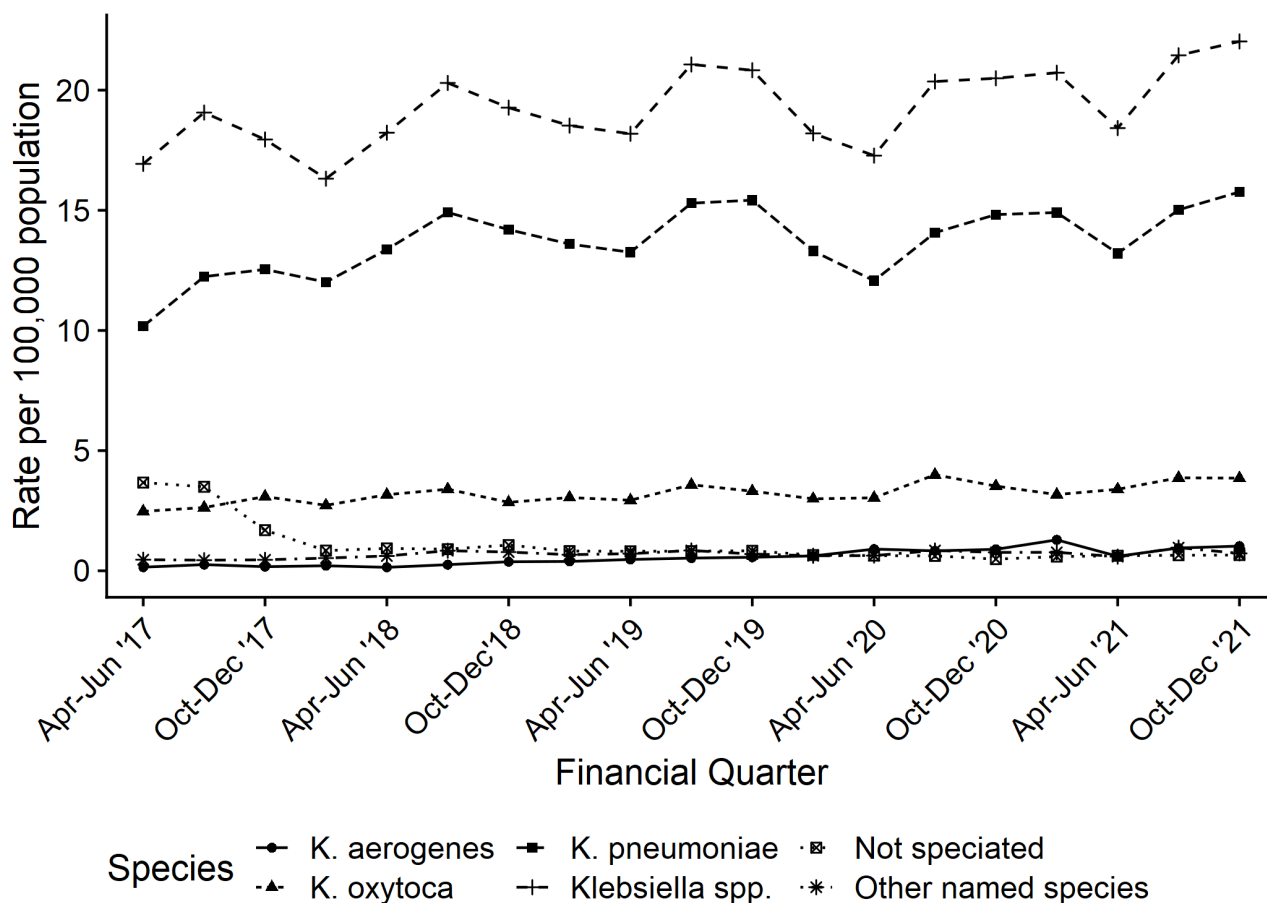 Rate per 100,000 population
20
15
10
5
0
Apr-Jun '17
Oct-Dec '17
Apr-Jun '18
Oct-Dec'18
Apr-Jun '19
Oct-Dec '19
Apr-Jun '20
Oct-Dec '20
Apr-Jun '21
Oct-Dec '21
Financial Quarter
Species
K. aerogenes
K. pneumoniae
Not speciated
K. oxytoca
Klebsiella spp.
Other named species